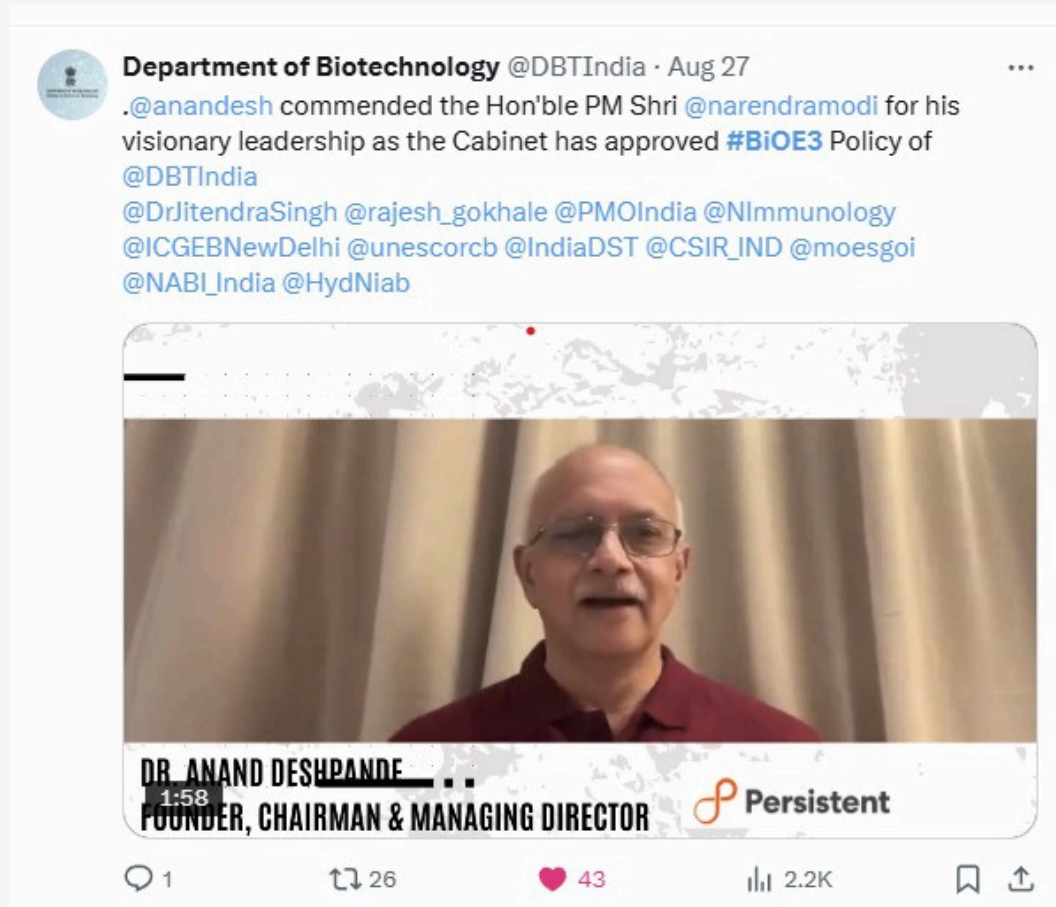 Department of Biotechnology @DBTIndia · Aug 27
.@anandesh commended the Hon'ble PM Shri @narendramodi for his
visionary leadership as the Cabinet has approved #BiOE3 Policy of
@DBTIndia
@DrJitendraSingh @rajesh_gokhale @PMOIndia @NImmunology
@ICGEBNewDelhi @unescorcb @IndiaDST @CSIR_IND @moesgoi
@NABI_India @HydNiab
DR. ANAND DESHPANDE
1:58
FOUNDER, CHAIRMAN & MANAGING DIRECTOR
Persistent
1 26 43 2.2K